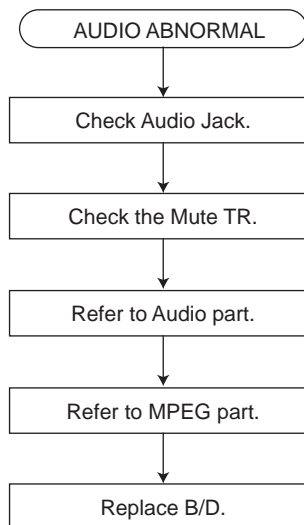 AUDIO ABNORMAL
Check Audio Jack.
Check the Mute TR.
Refer to Audio part.
Refer to MPEG part.
Replace B/D.